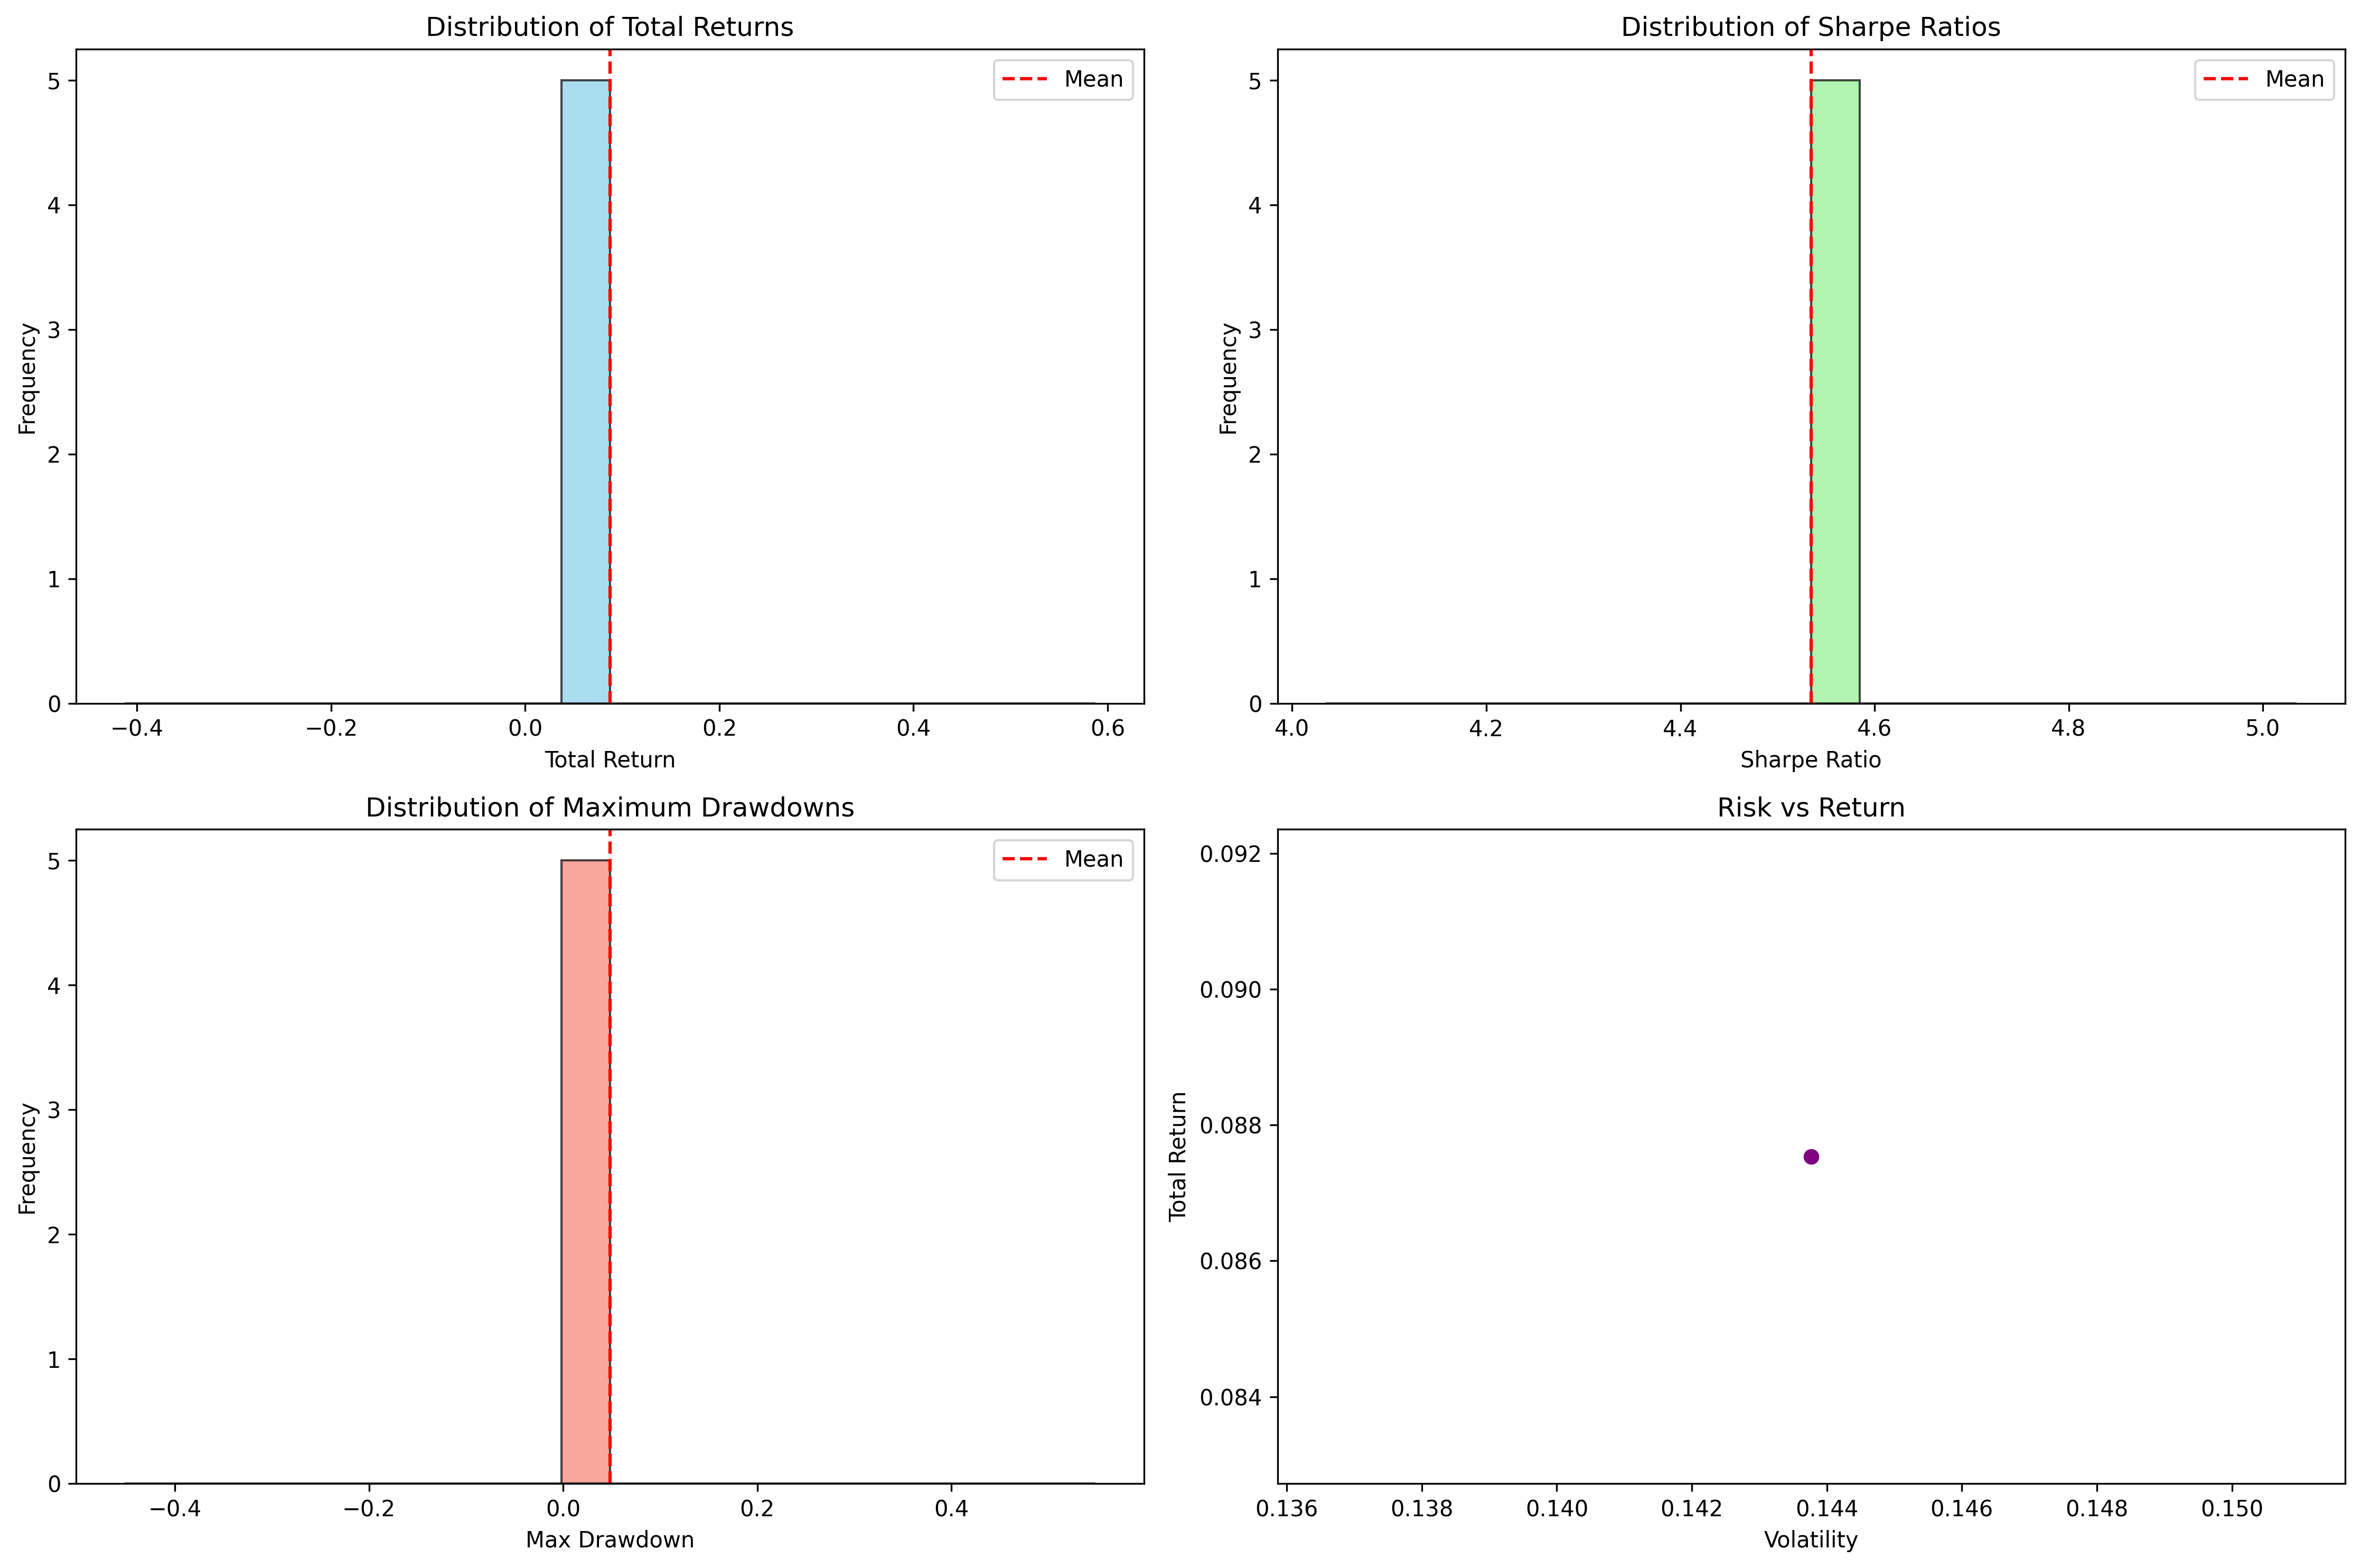 Distribution of Total Returns
Frequency
5
4
3
2
1
0
Mean
−0.4 −0.2 0.0 0.2 0.4 0.6
Total Return
Distribution of Sharpe Ratios
Frequency
5
4
3
2
1
0
Mean
4.0 4.2 4.4 4.6 4.8 5.0
Sharpe Ratio
Distribution of Maximum Drawdowns
Frequency
5
4
3
2
1
0
Mean
−0.4 −0.2 0.0 0.2 0.4
Max Drawdown
Risk vs Return
Total Return
0.092
0.090
0.088
0.086
0.084
0.136 0.138 0.140 0.142 0.144 0.146 0.148 0.150
Volatility